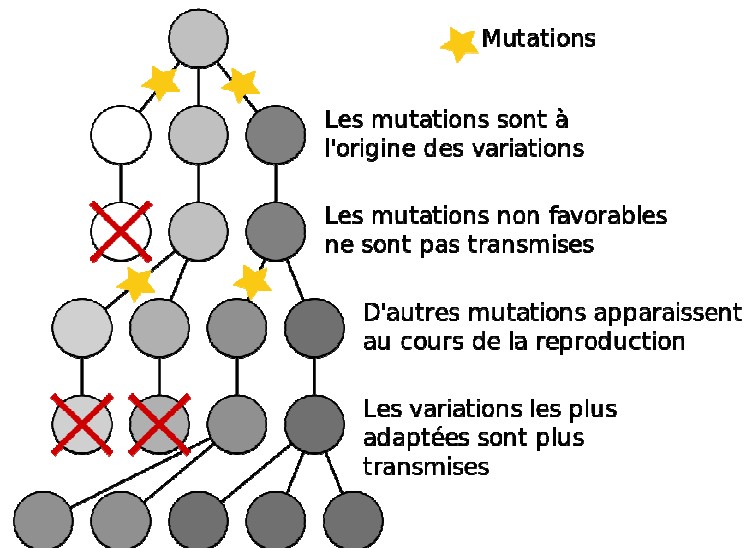 Mutations
Les mutations sont à
l'origine des variations
Les mutations non favorables
ne sont pas transmises
D'autres mutations apparaissent
au cours de la reproduction
Les variations les plus
adaptées sont plus
transmises